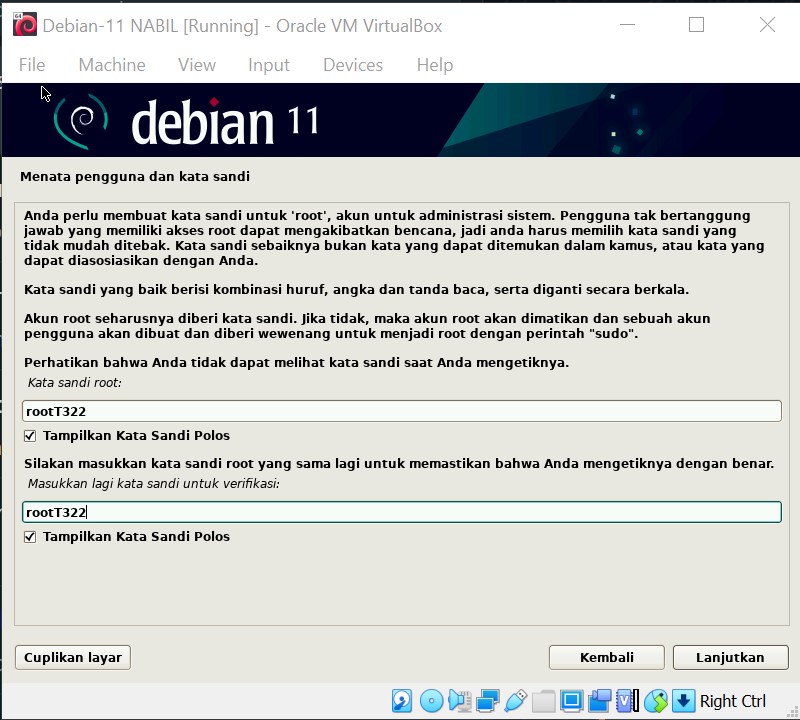 Debian-11 NABIL [Running] - Oracle VM VirtualBox
File Machine View Input Devices Help
debian 11
Menata pengguna dan kata sandi
Anda perlu membuat kata sandi untuk 'root', akun untuk administrasi sistem. Pengguna tak bertanggung
jawab yang memiliki akses root dapat mengakibatkan bencana, jadi anda harus memilih kata sandi yang
tidak mudah ditebak. Kata sandi sebaiknya bukan kata yang dapat ditemukan dalam kamus, atau kata yang
dapat diasosiasikan dengan Anda.
Kata sandi yang baik berisi kombinasi huruf, angka dan tanda baca, serta diganti secara berkala.
Akun root seharusnya diberi kata sandi. Jika tidak, maka akun root akan dimatikan dan sebuah akun
pengguna akan dibuat dan diberi wewenang untuk menjadi root dengan perintah "sudo".
Perhatikan bahwa Anda tidak dapat melihat kata sandi saat Anda mengetiknya.
Kata sandi root:
rootT322
Tampilkan Kata Sandi Polos
Silakan masukkan kata sandi root yang sama lagi untuk memastikan bahwa Anda mengetiknya dengan benar.
Masukkan lagi kata sandi untuk verifikasi:
rootT322
Tampilkan Kata Sandi Polos
Cuplikan layar Kembali Lanjutkan
Right Ctrl